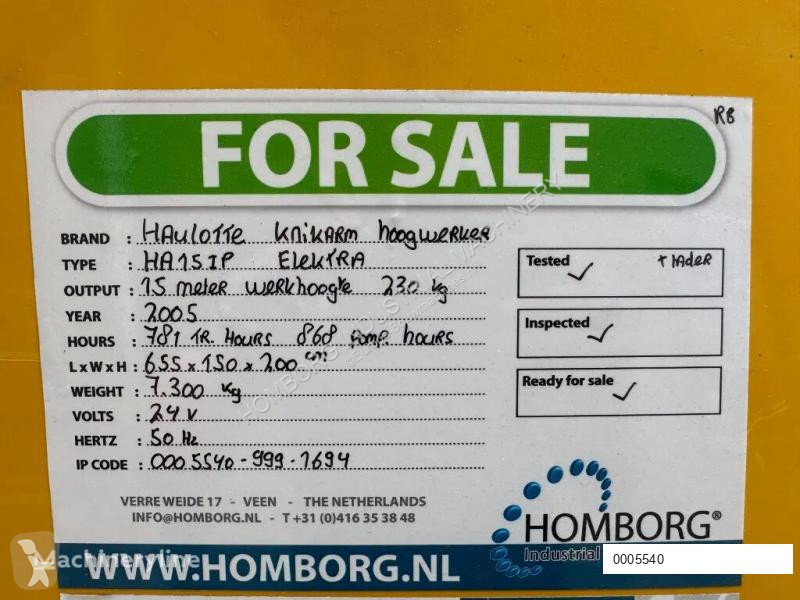 R8
FOR SALE
BRAND : HAULOTTE KNIKARM hoogwerker
TYPE : HA15IP ELEKTRA
OUTPUT : 15 meter werkhoogte 230 kg
YEAR : 2005
HOURS : 781 TR. HOURS 868 POMP. hours
L x W x H : 655 x 150 x 200 cm
WEIGHT : 7.300 kg
VOLTS : 24 v
HERTZ : 50 Hz
IP CODE : 0005540-999-1694
Tested + lader
Inspected
Ready for sale
VERRE WEIDE 17 - VEEN - THE NETHERLANDS
INFO@HOMBORG.NL - T +31 (0)416 35 38 48
HOMBORG®
Industrial
0005540
WWW.HOMBORG.NL
Machineryline